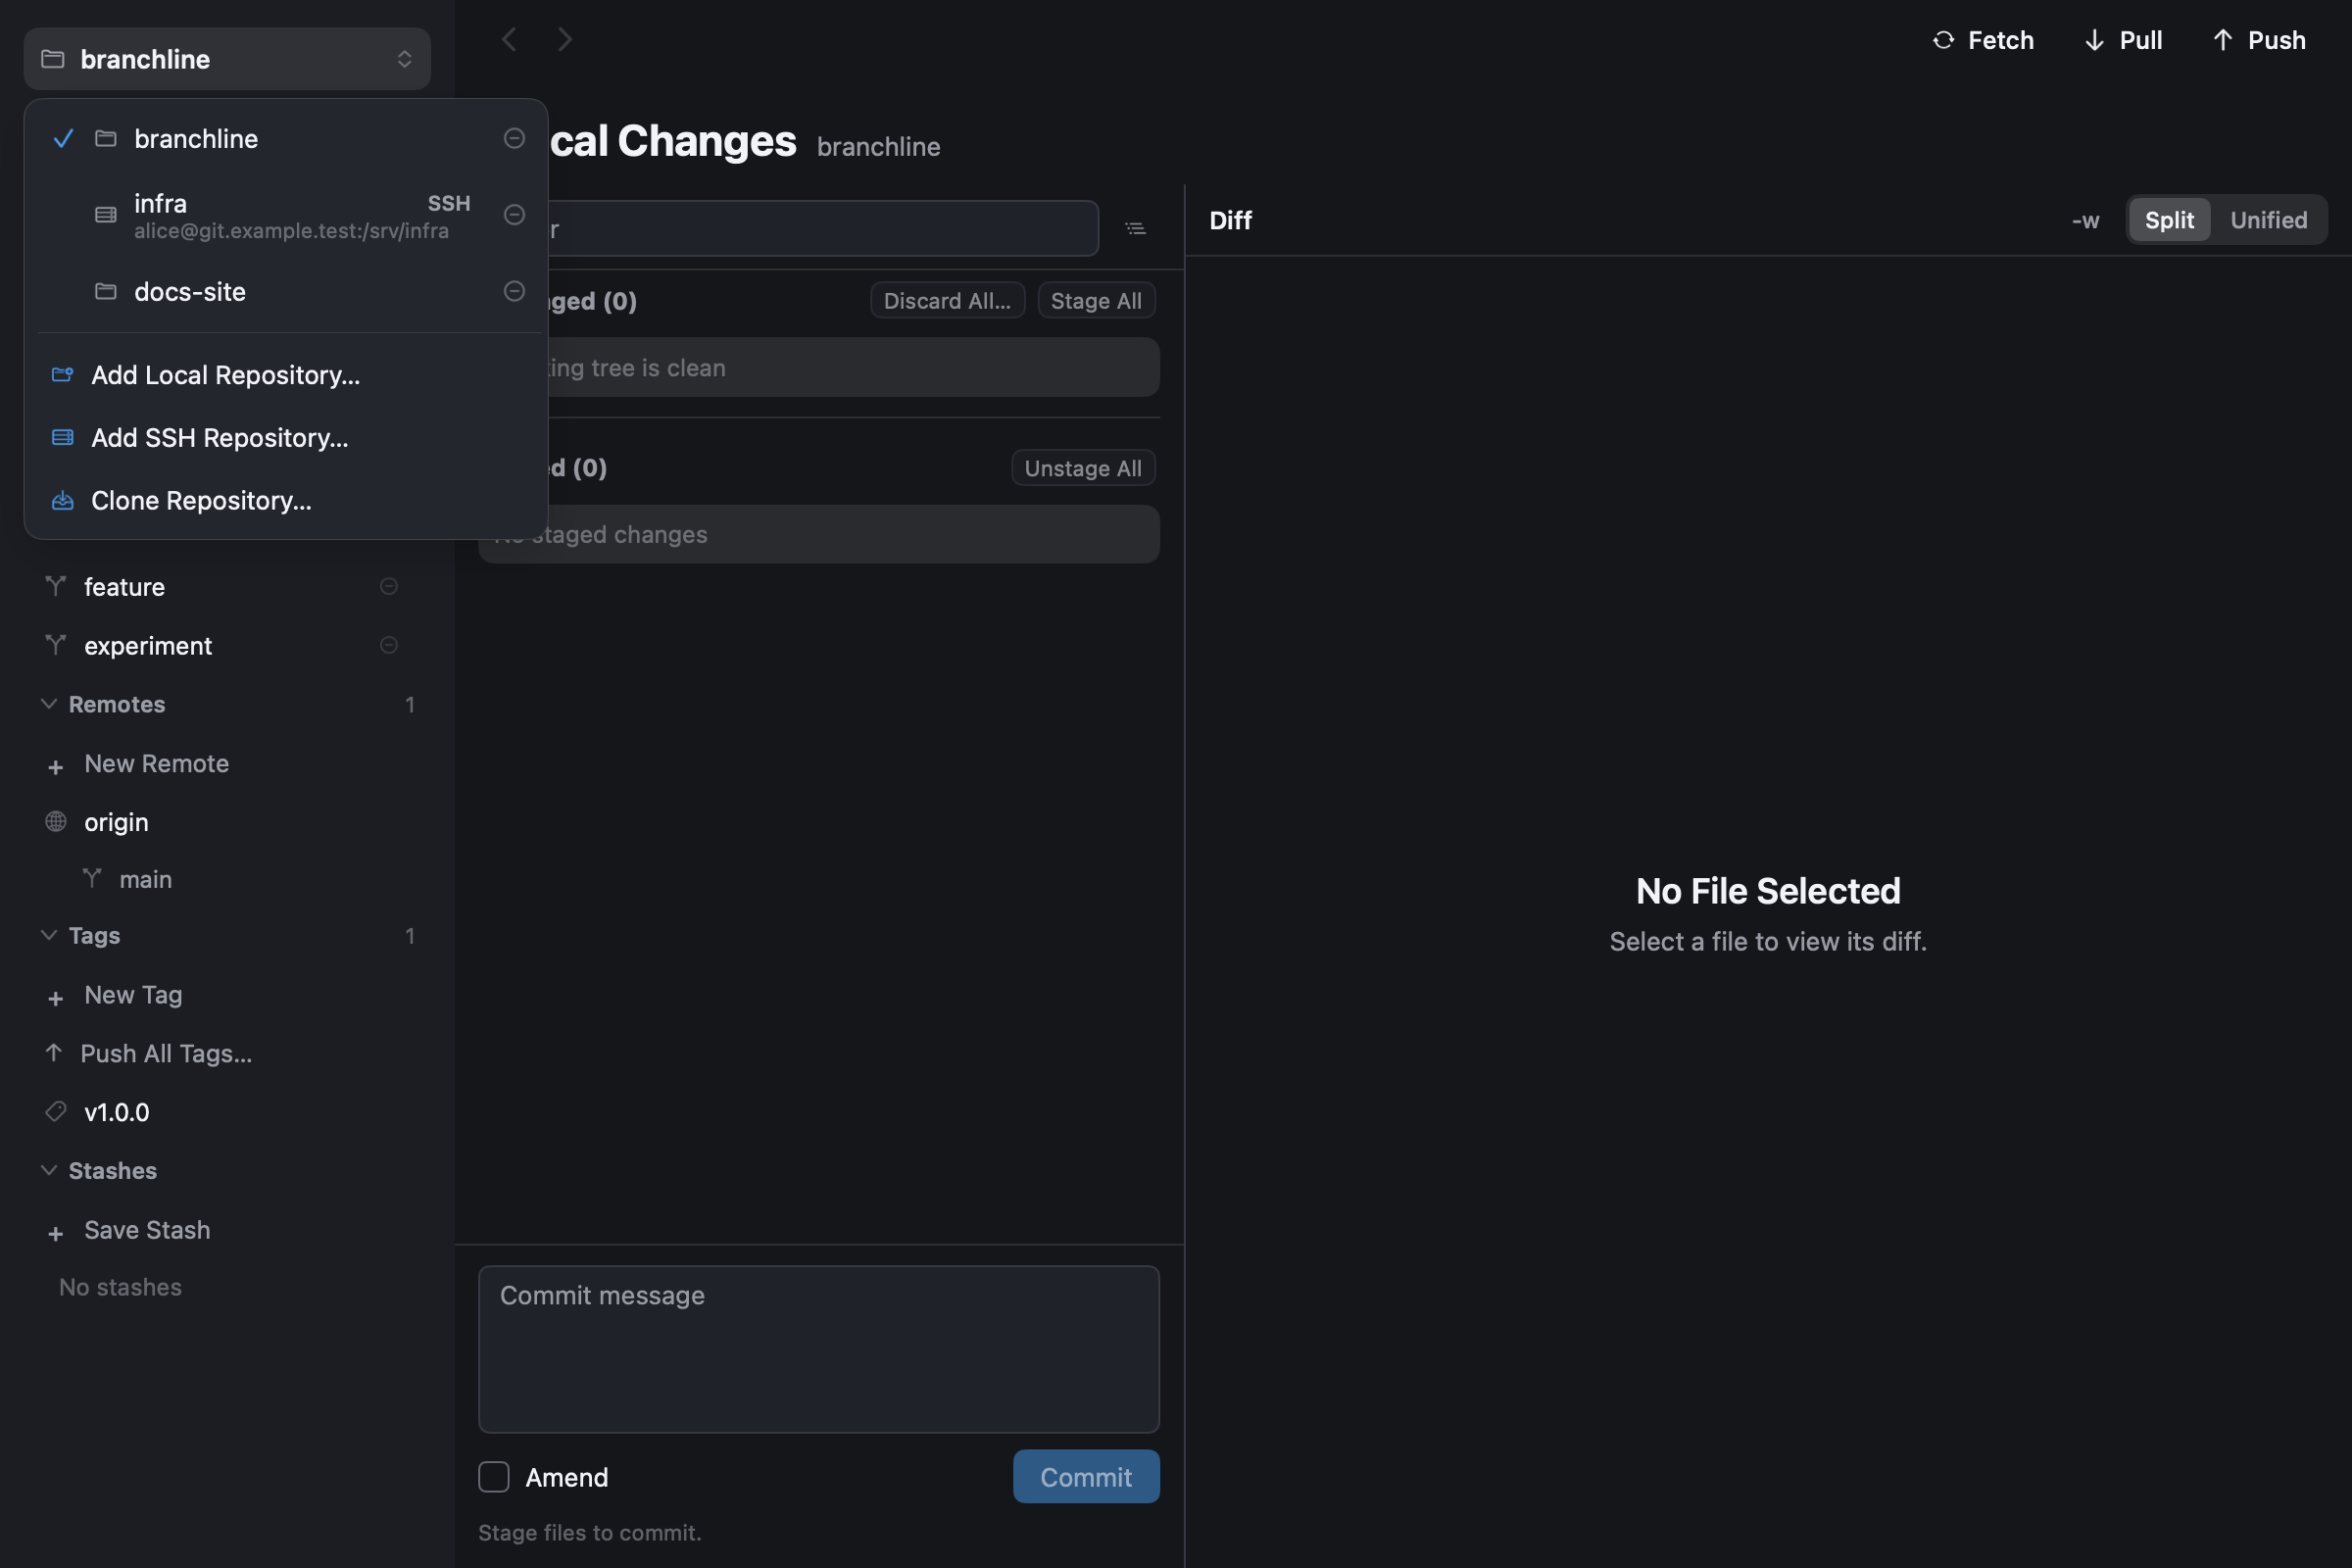 branchline
Fetch
Pull
Push
branchline
infra
SSH
alice@git.example.test:/srv/infra
docs-site
Add Local Repository...
Add SSH Repository...
Clone Repository...
cal Changes branchline
r
Diff
-w
Split
Unified
ged (0)
Discard All...
Stage All
ing tree is clean
ed (0)
Unstage All
No staged changes
feature
experiment
Remotes
1
New Remote
origin
main
Tags
1
New Tag
Push All Tags...
v1.0.0
Stashes
Save Stash
No stashes
No File Selected
Select a file to view its diff.
Commit message
Amend
Commit
Stage files to commit.